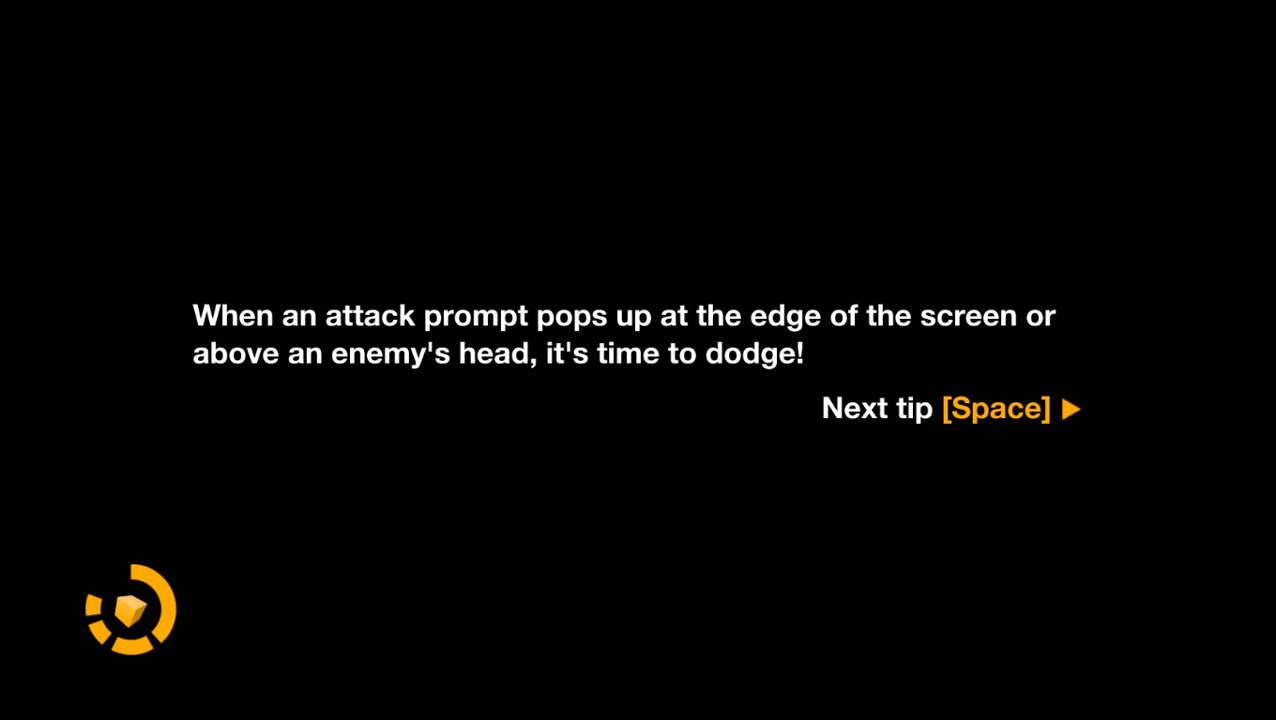 When an attack prompt pops up at the edge of the screen or
above an enemy's head, it's time to dodge!
Next tip [Space] ▶